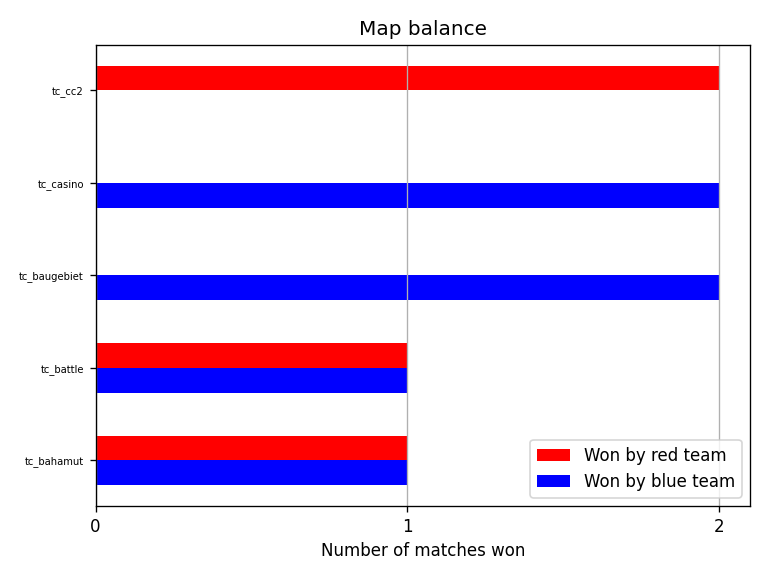 Map balance
tc_cc2
tc_casino
tc_baugebiet
tc_battle
tc_bahamut
Won by red team
Won by blue team
0 1 2
Number of matches won